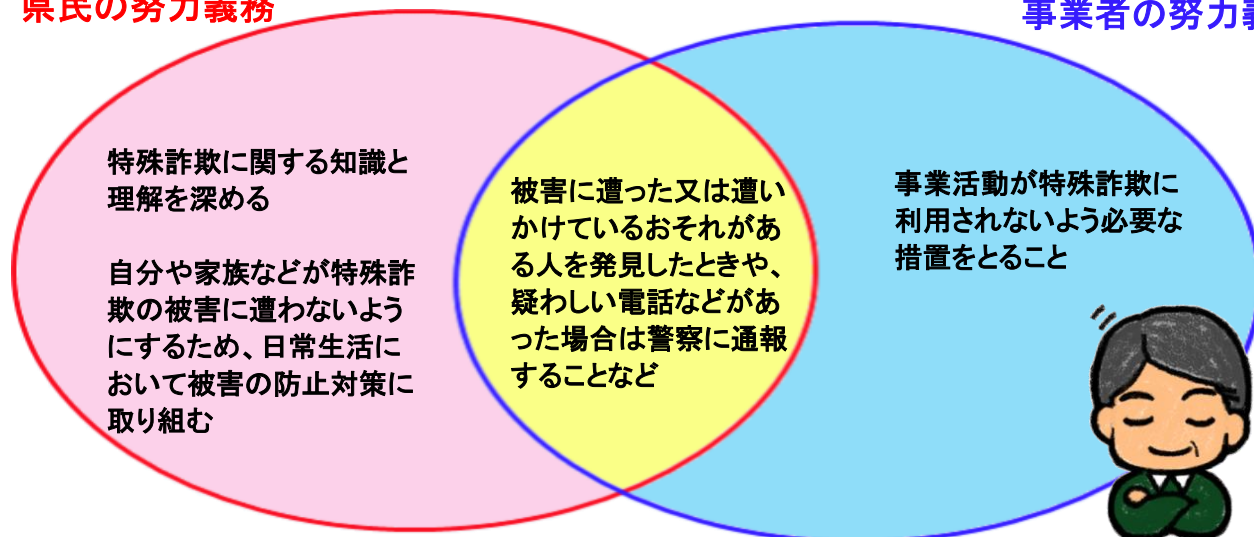 県民の努力義務
事業者の努力義
特殊詐欺に関する知識と
理解を深める
自分や家族などが特殊詐
欺の被害に遭わないよう
にするため、日常生活に
おいて被害の防止対策に
取り組む
被害に遭った又は遭い
かけているおそれがあ
る人を発見したときや、
疑わしい電話などがあ
った場合は警察に通報
することなど
事業活動が特殊詐欺に
利用されないよう必要な
措置をとること